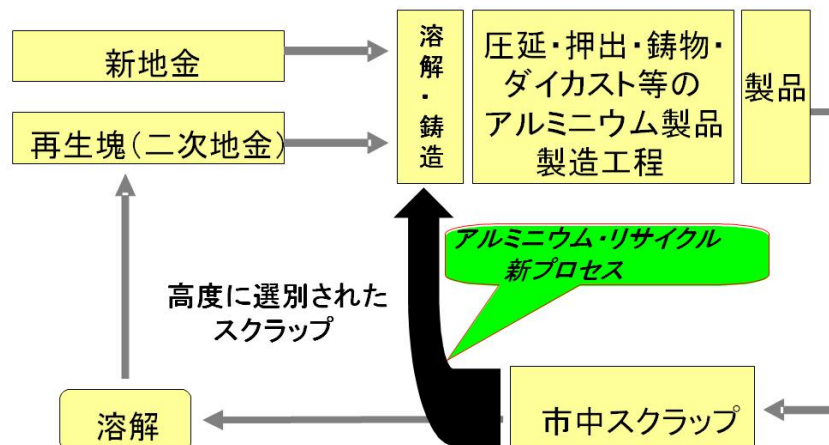 新地金
再生塊(二次地金)
溶解・鋳造
圧延・押出・鋳物・
ダイカスト等の
アルミニウム製品
製造工程
製品
アルミニウム・リサイクル
新プロセス
高度に選別された
スクラップ
溶解
市中スクラップ